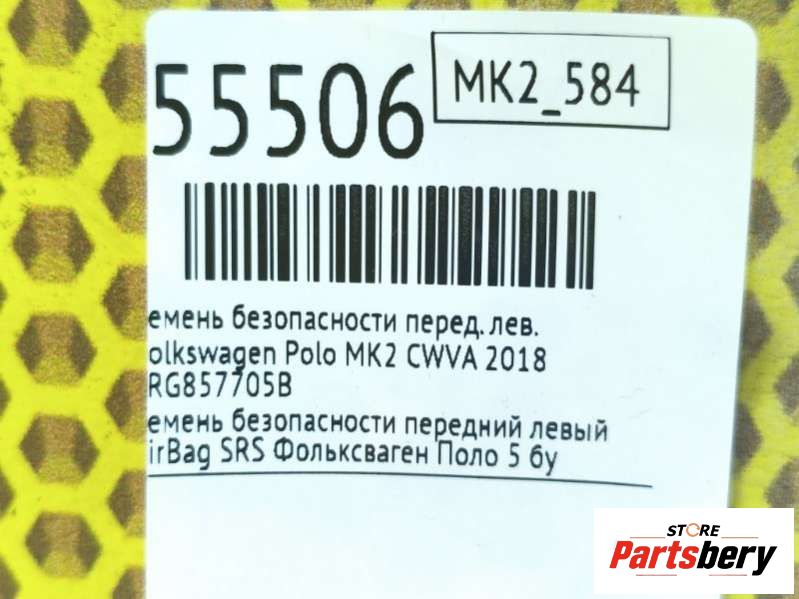 55506
MK2_584
емень безопасности перед. лев.
olkswagen Polo MK2 CWVA 2018
RG857705B
емень безопасности передний левый
irBag SRS Фольксваген Поло 5 бу
STORE
Partsbery